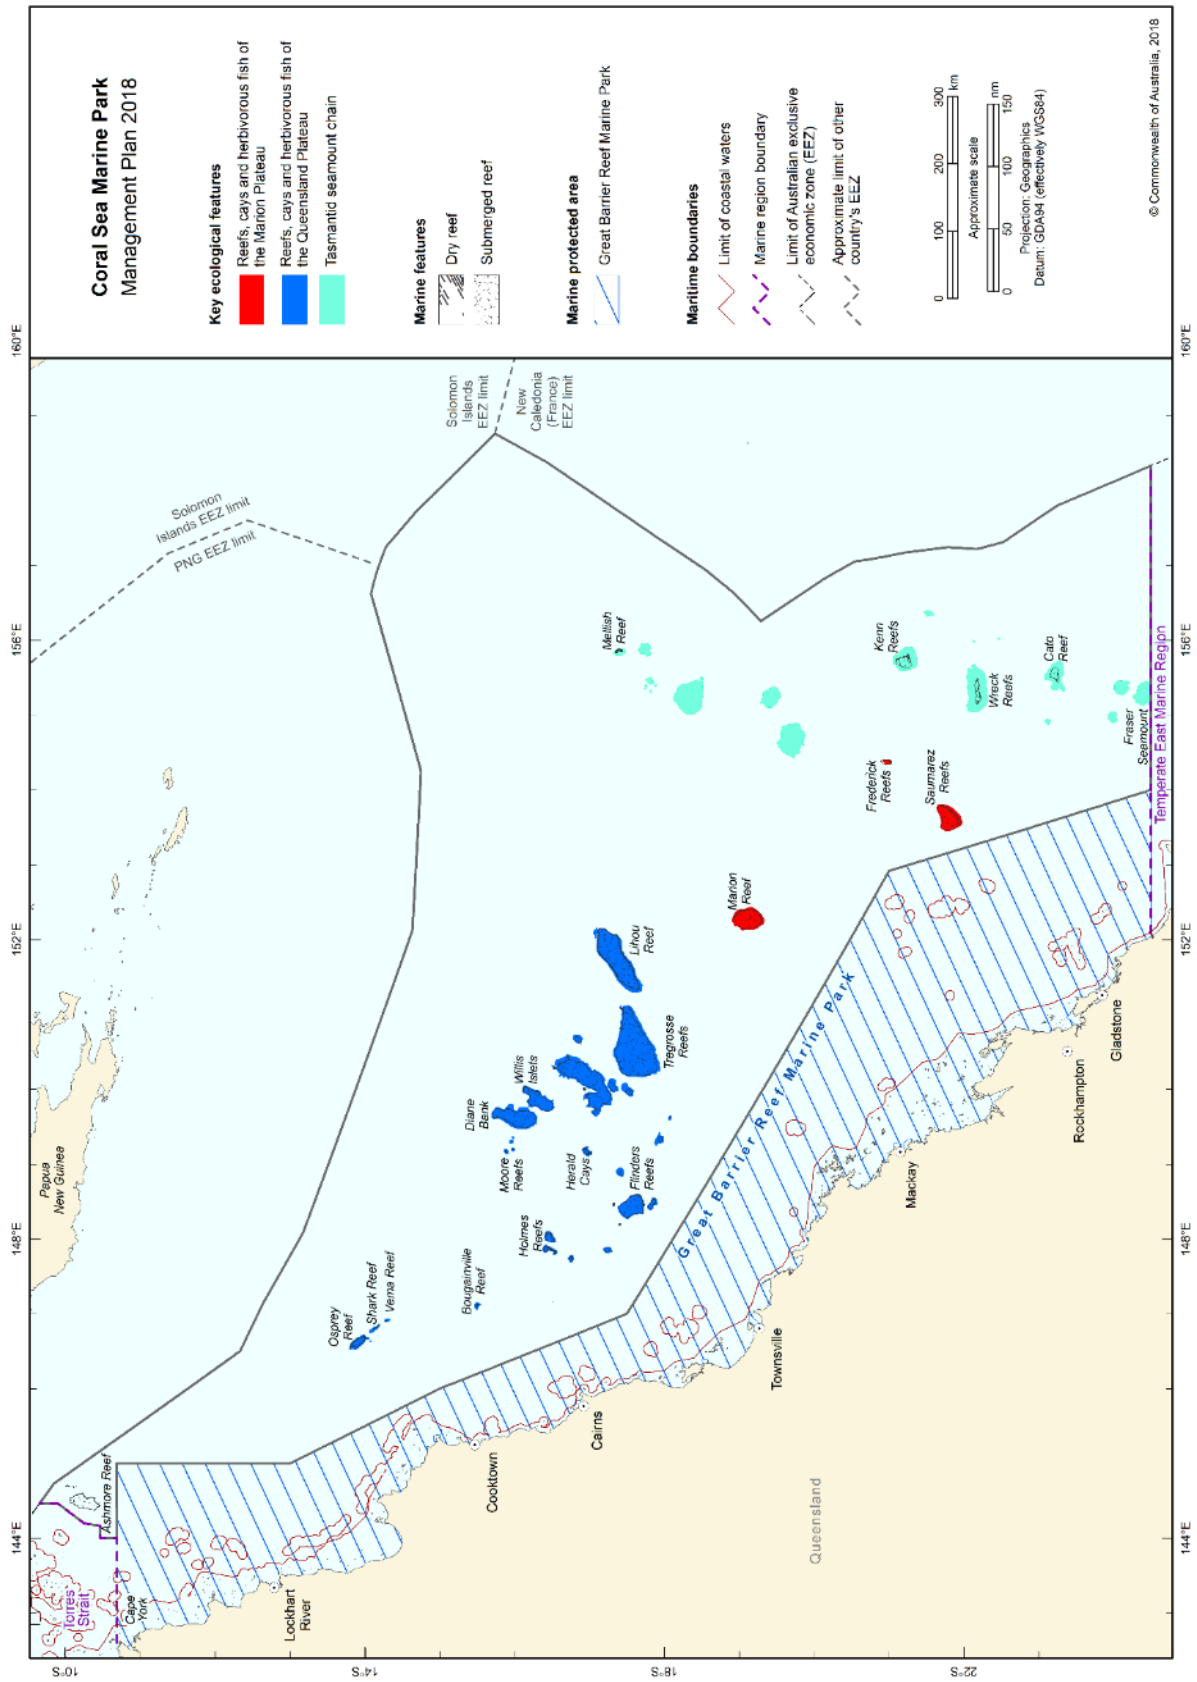 Coral Sea Marine Park
Management Plan 2018
Key ecological features
Reefs, cays and herbivorous fish of
the Marion Plateau
Reefs, cays and herbivorous fish of
the Queensland Plateau
Tasmantid seamount chain
Marine features
Dry reef
Submerged reef
Marine protected area
Great Barrier Reef Marine Park
Maritime boundaries
Limit of coastal waters
Marine region boundary
Limit of Australian exclusive
economic zone (EEZ)
Approximate limit of other
country's EEZ
0 100 200 300
km
Approximate scale
nm
0 50 100 150
Projection: Geographics
Datum: GDA94 (effectively WGS84)
© Commonwealth of Australia, 2018
144°E
148°E
152°E
156°E
160°E
144°E
148°E
152°E
156°E
160°E
10°S
14°S
18°S
22°S
Torres
Strait
Cape
York
Ashmore Reef
Lockhart
River
Papua
New Guinea
PNG EEZ limit
Solomon
Islands EEZ limit
Solomon
Islands
EEZ limit
New
Caledonia
(France)
EEZ limit
Osprey
Reef
Shark Reef
Vema Reef
Bougainville
Reef
Holmes
Reefs
Moore
Reefs
Diane
Bank
Willis
Islets
Herald
Cays
Flinders
Reefs
Tregrosse
Reefs
Lihou
Reef
Marion
Reef
Mellish
Reef
Frederick
Reefs
Saumarez
Reefs
Kenn
Reefs
Wreck
Reefs
Cato
Reef
Fraser
Seamount
Great Barrier Reef Marine Park
Temperate East Marine Region
Cooktown
Cairns
Townsville
Mackay
Rockhampton
Gladstone
Queensland